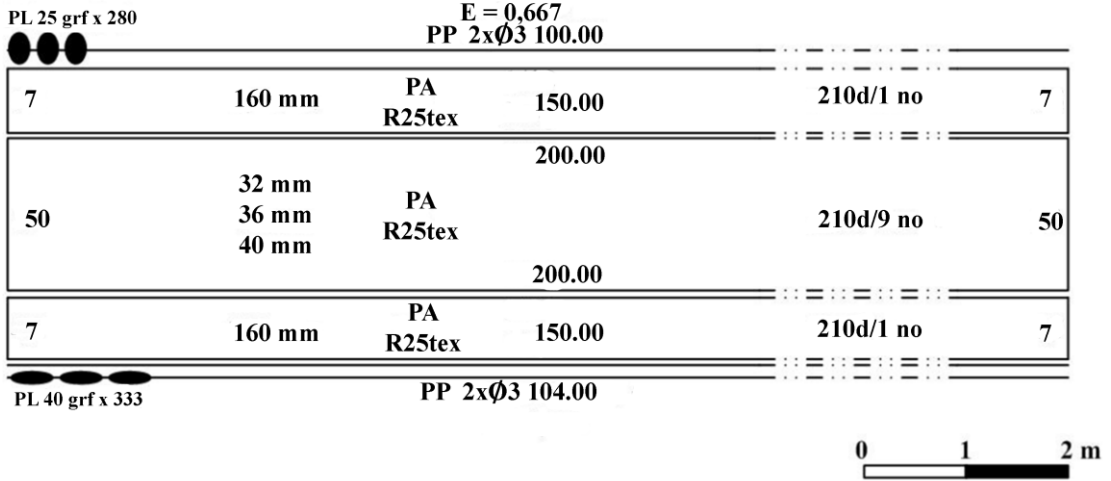 E = 0,667
PL 25 grf x 280
PP 2xØ3 100.00
7 160 mm PA R25tex 150.00 210d/1 no 7
200.00
32 mm
36 mm
40 mm
50 PA R25tex 210d/9 no 50
200.00
7 160 mm PA R25tex 150.00 210d/1 no 7
PL 40 grf x 333
PP 2xØ3 104.00
0 1 2 m